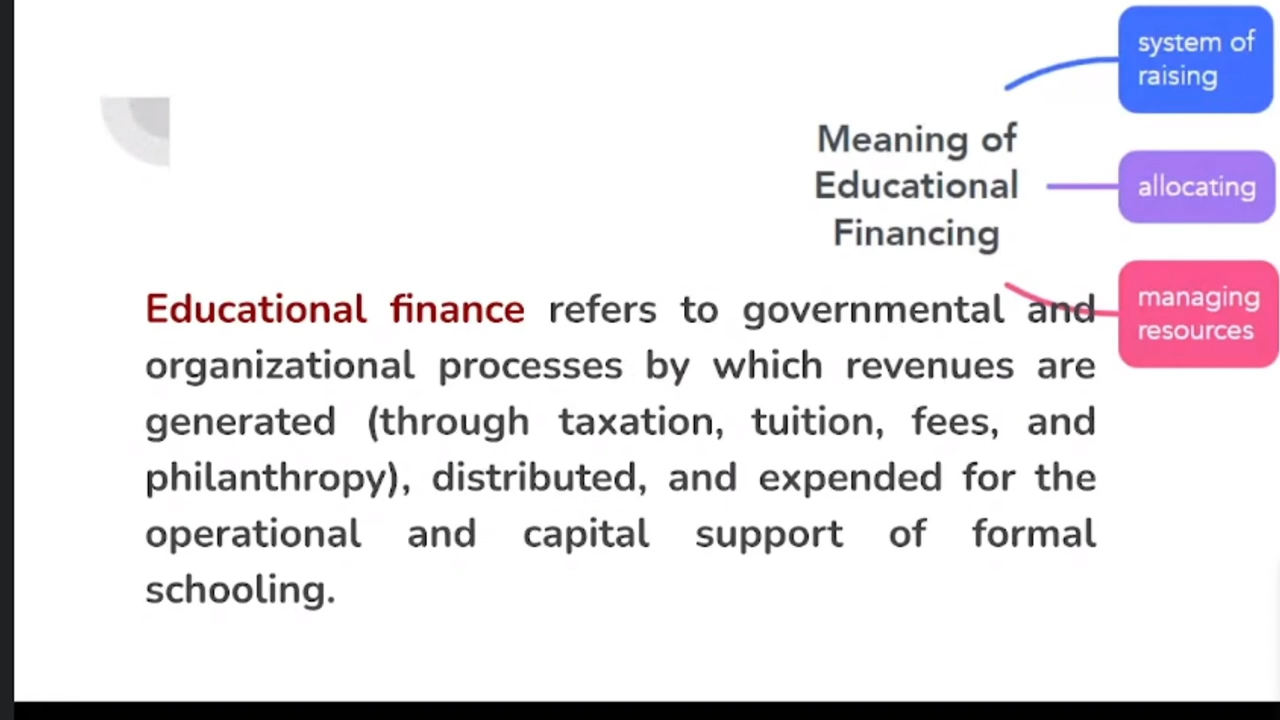 system of
raising
Meaning of
Educational
Financing
allocating
managing
resources
Educational finance refers to governmental and
organizational processes by which revenues are
generated (through taxation, tuition, fees, and
philanthropy), distributed, and expended for the
operational and capital support of formal
schooling.